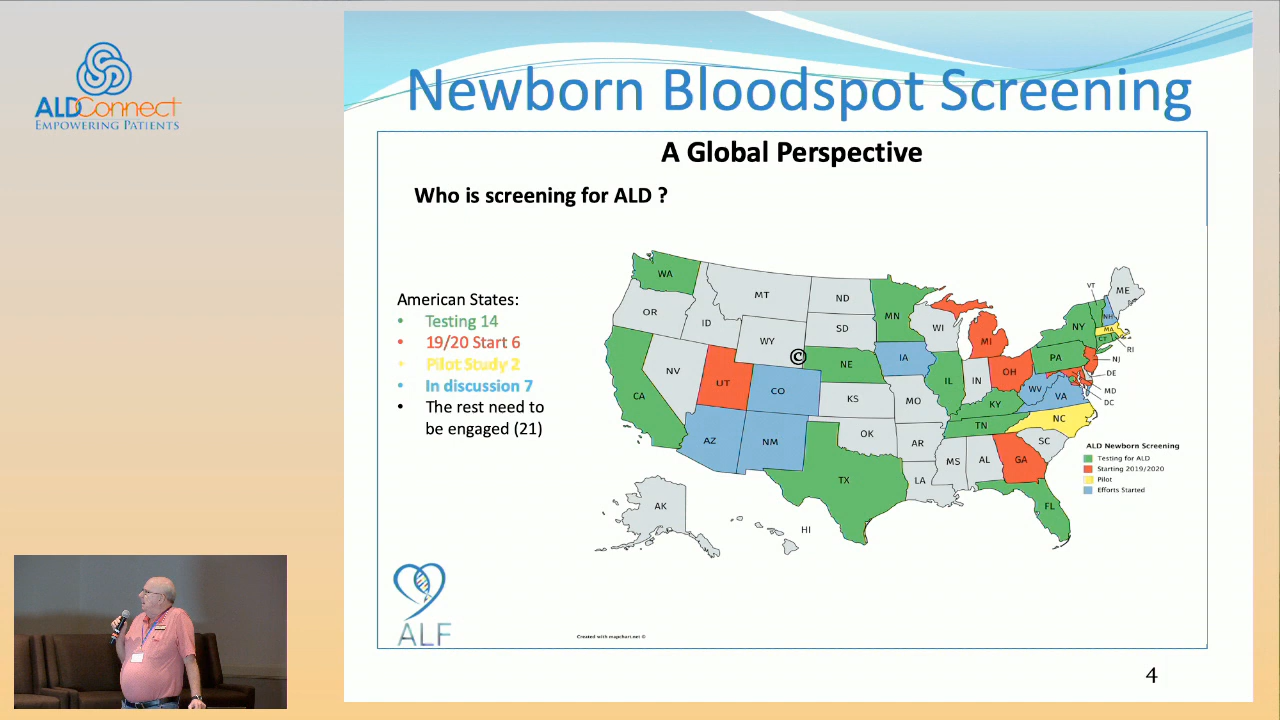 ALDConnect
EMPOWERING PATIENTS
Newborn Bloodspot Screening
A Global Perspective
Who is screening for ALD ?
American States:
• Testing 14
• 19/20 Start 6
• Pilot Study 2
• In discussion 7
• The rest need to
be engaged (21)
WA
OR
CA
NV
ID
MT
WY
UT
AZ
CO
NM
ND
SD
NE
KS
OK
TX
MN
IA
MO
AR
LA
WI
IL
IN
MI
OH
KY
TN
MS
AL
GA
FL
SC
NC
VA
WV
PA
NY
VT
NH
ME
MA
CT
RI
NJ
DE
MD
DC
AK
HI
©
ALD Newborn Screening
Testing for ALD
Starting 2019/2020
Pilot
Efforts Started
ALF
Created with mapchart.net ©
4